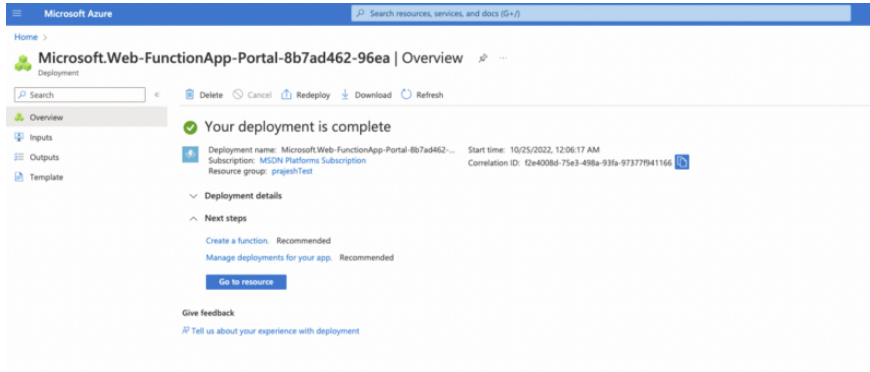 Microsoft Azure
Search resources, services, and docs (G+/)
Home >
Microsoft.Web-FunctionApp-Portal-8b7ad462-96ea | Overview
Deployment
Search
Delete Cancel Redeploy Download Refresh
Overview
Inputs
Outputs
Template
Your deployment is complete
Deployment name: Microsoft.Web-FunctionApp-Portal-8b7ad462-...
Subscription: MSDN Platforms Subscription
Resource group: prajeshTest
Start time: 10/25/2022, 12:06:17 AM
Correlation ID: f2e4008d-75e3-498a-93fa-97377f941166
Deployment details
Next steps
Create a function. Recommended
Manage deployments for your app. Recommended
Go to resource
Give feedback
Tell us about your experience with deployment